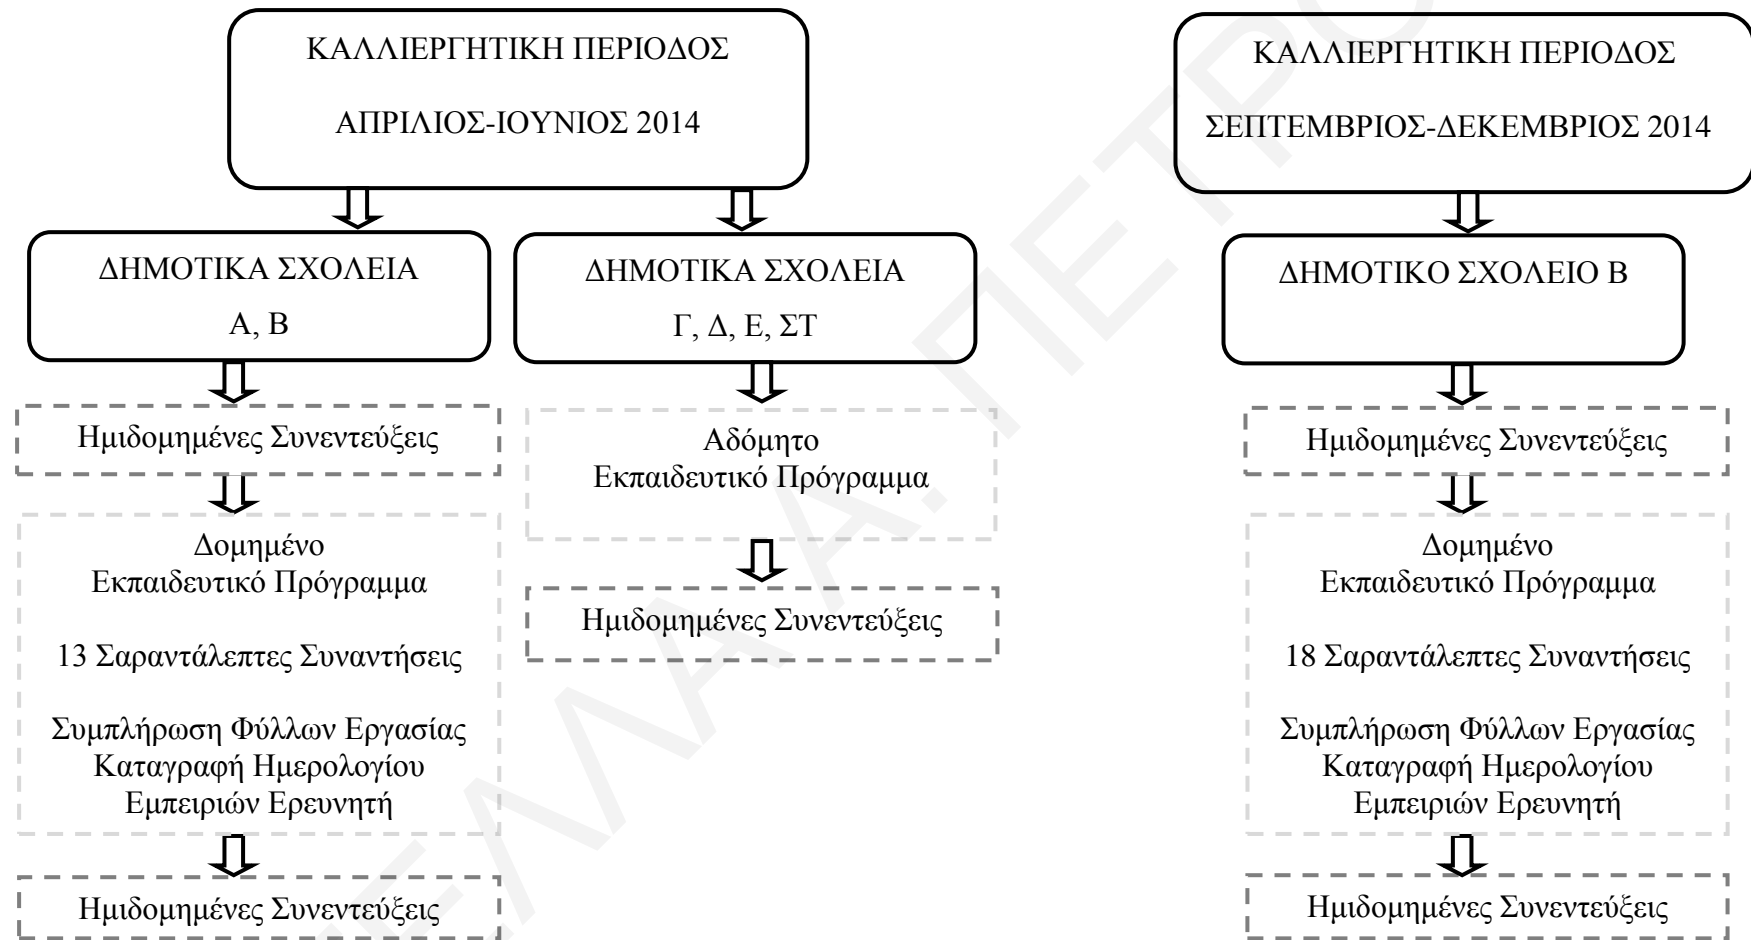 ΚΑΛΛΙΕΡΓΗΤΙΚΗ ΠΕΡΙΟΔΟΣ
ΑΠΡΙΛΙΟΣ-ΙΟΥΝΙΟΣ 2014
ΔΗΜΟΤΙΚΑ ΣΧΟΛΕΙΑ
Α, Β
Ημιδομημένες Συνεντεύξεις
Δομημένο
Εκπαιδευτικό Πρόγραμμα
13 Σαραντάλεπτες Συναντήσεις
Συμπλήρωση Φύλλων Εργασίας
Καταγραφή Ημερολογίου
Εμπειριών Ερευνητή
Ημιδομημένες Συνεντεύξεις
ΔΗΜΟΤΙΚΑ ΣΧΟΛΕΙΑ
Γ, Δ, Ε, ΣΤ
Αδόμητο
Εκπαιδευτικό Πρόγραμμα
Ημιδομημένες Συνεντεύξεις
ΚΑΛΛΙΕΡΓΗΤΙΚΗ ΠΕΡΙΟΔΟΣ
ΣΕΠΤΕΜΒΡΙΟΣ-ΔΕΚΕΜΒΡΙΟΣ 2014
ΔΗΜΟΤΙΚΟ ΣΧΟΛΕΙΟ Β
Ημιδομημένες Συνεντεύξεις
Δομημένο
Εκπαιδευτικό Πρόγραμμα
18 Σαραντάλεπτες Συναντήσεις
Συμπλήρωση Φύλλων Εργασίας
Καταγραφή Ημερολογίου
Εμπειριών Ερευνητή
Ημιδομημένες Συνεντεύξεις